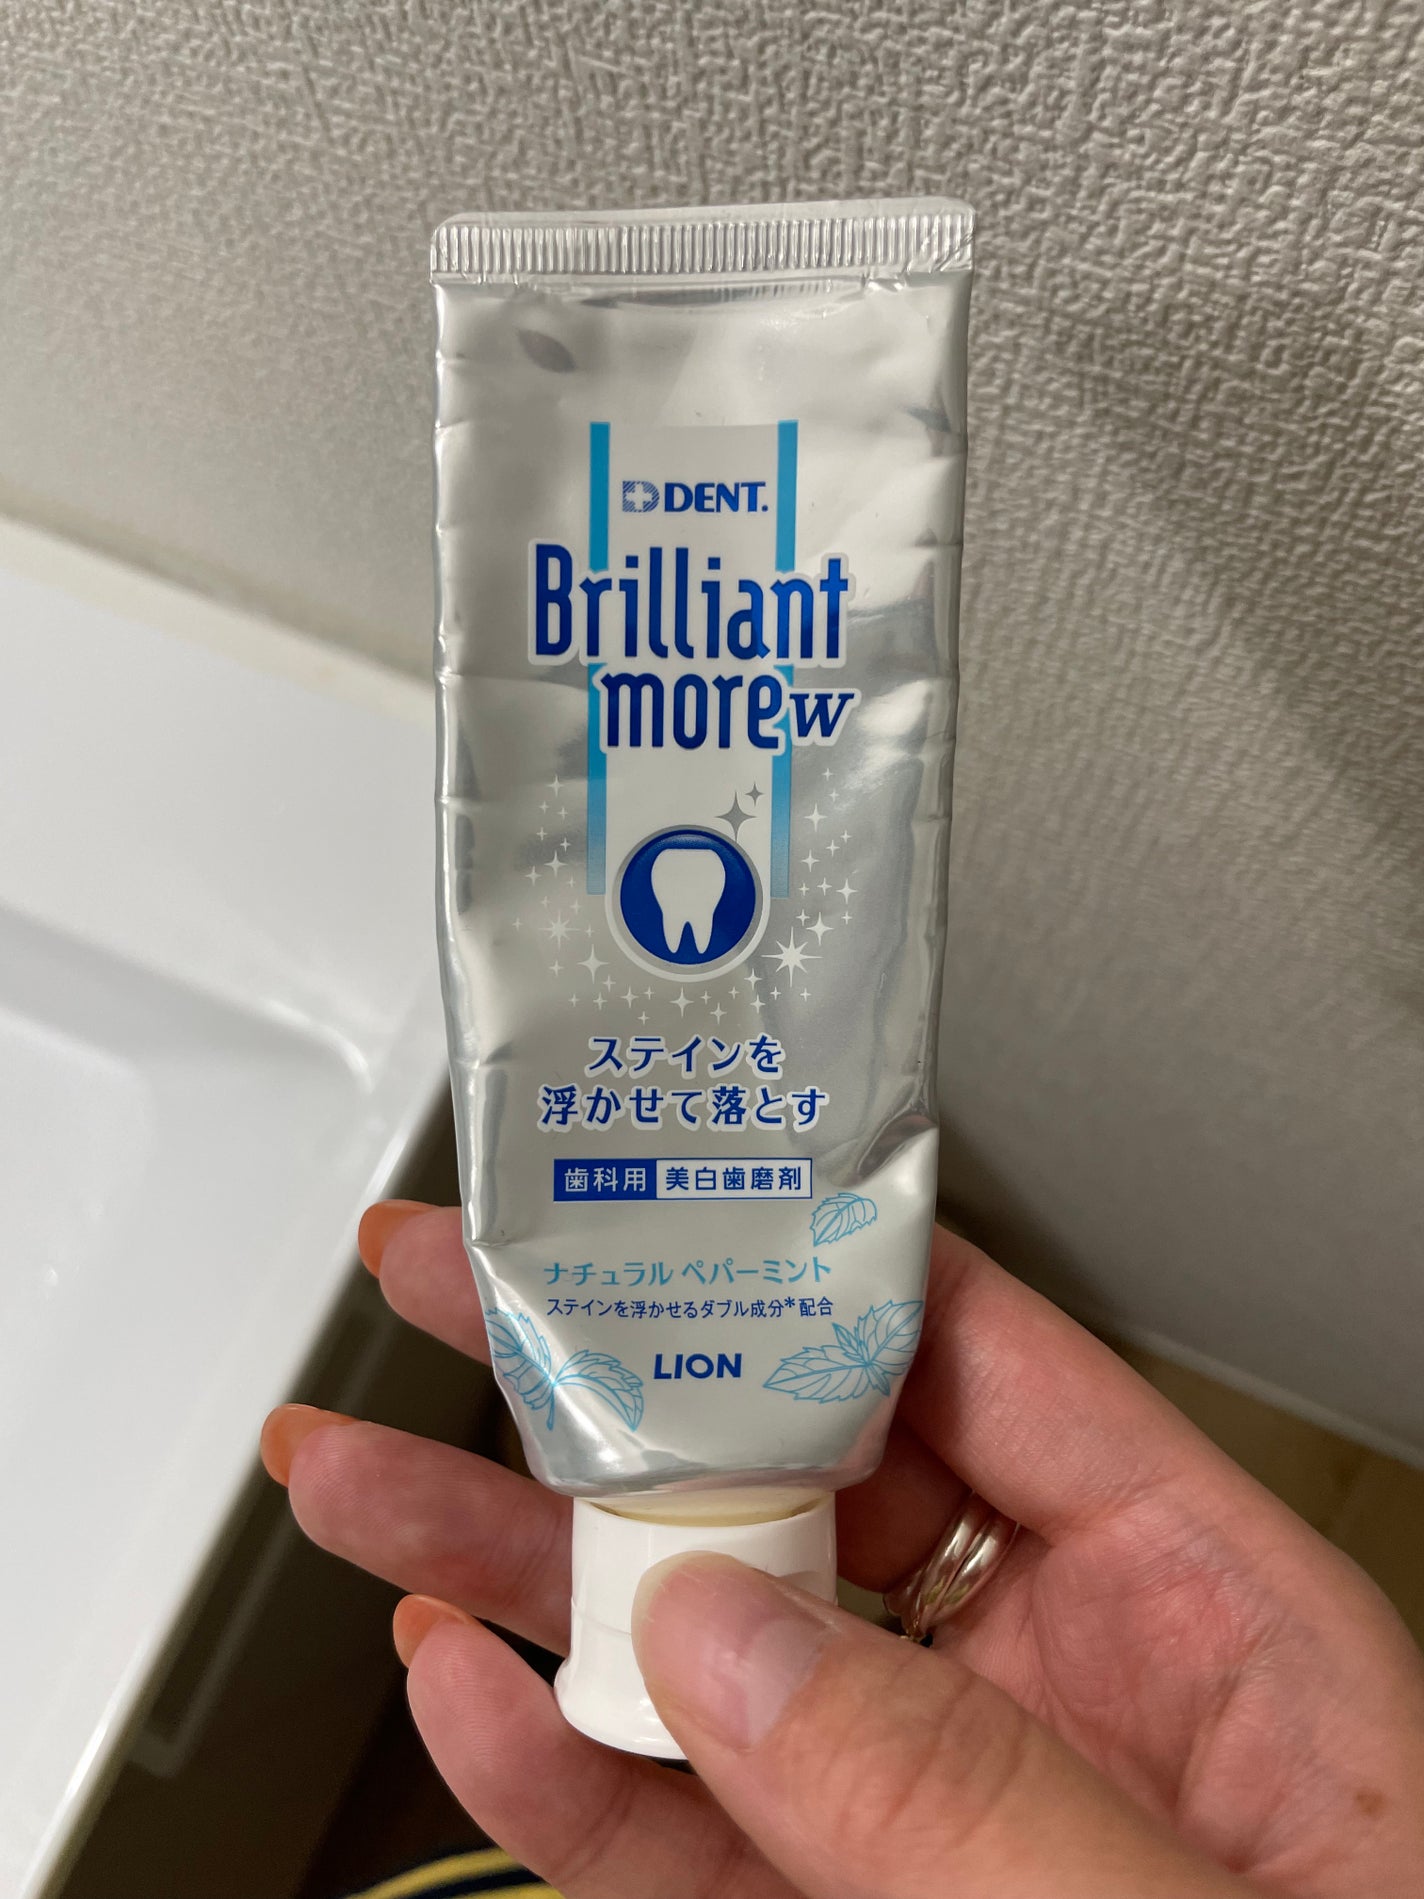 DENT.
Brilliant
more W
ステインを
浮かせて落とす
歯科用 美白歯磨剤
ナチュラル ペパーミント
ステインを浮かせるダブル成分*配合
LION